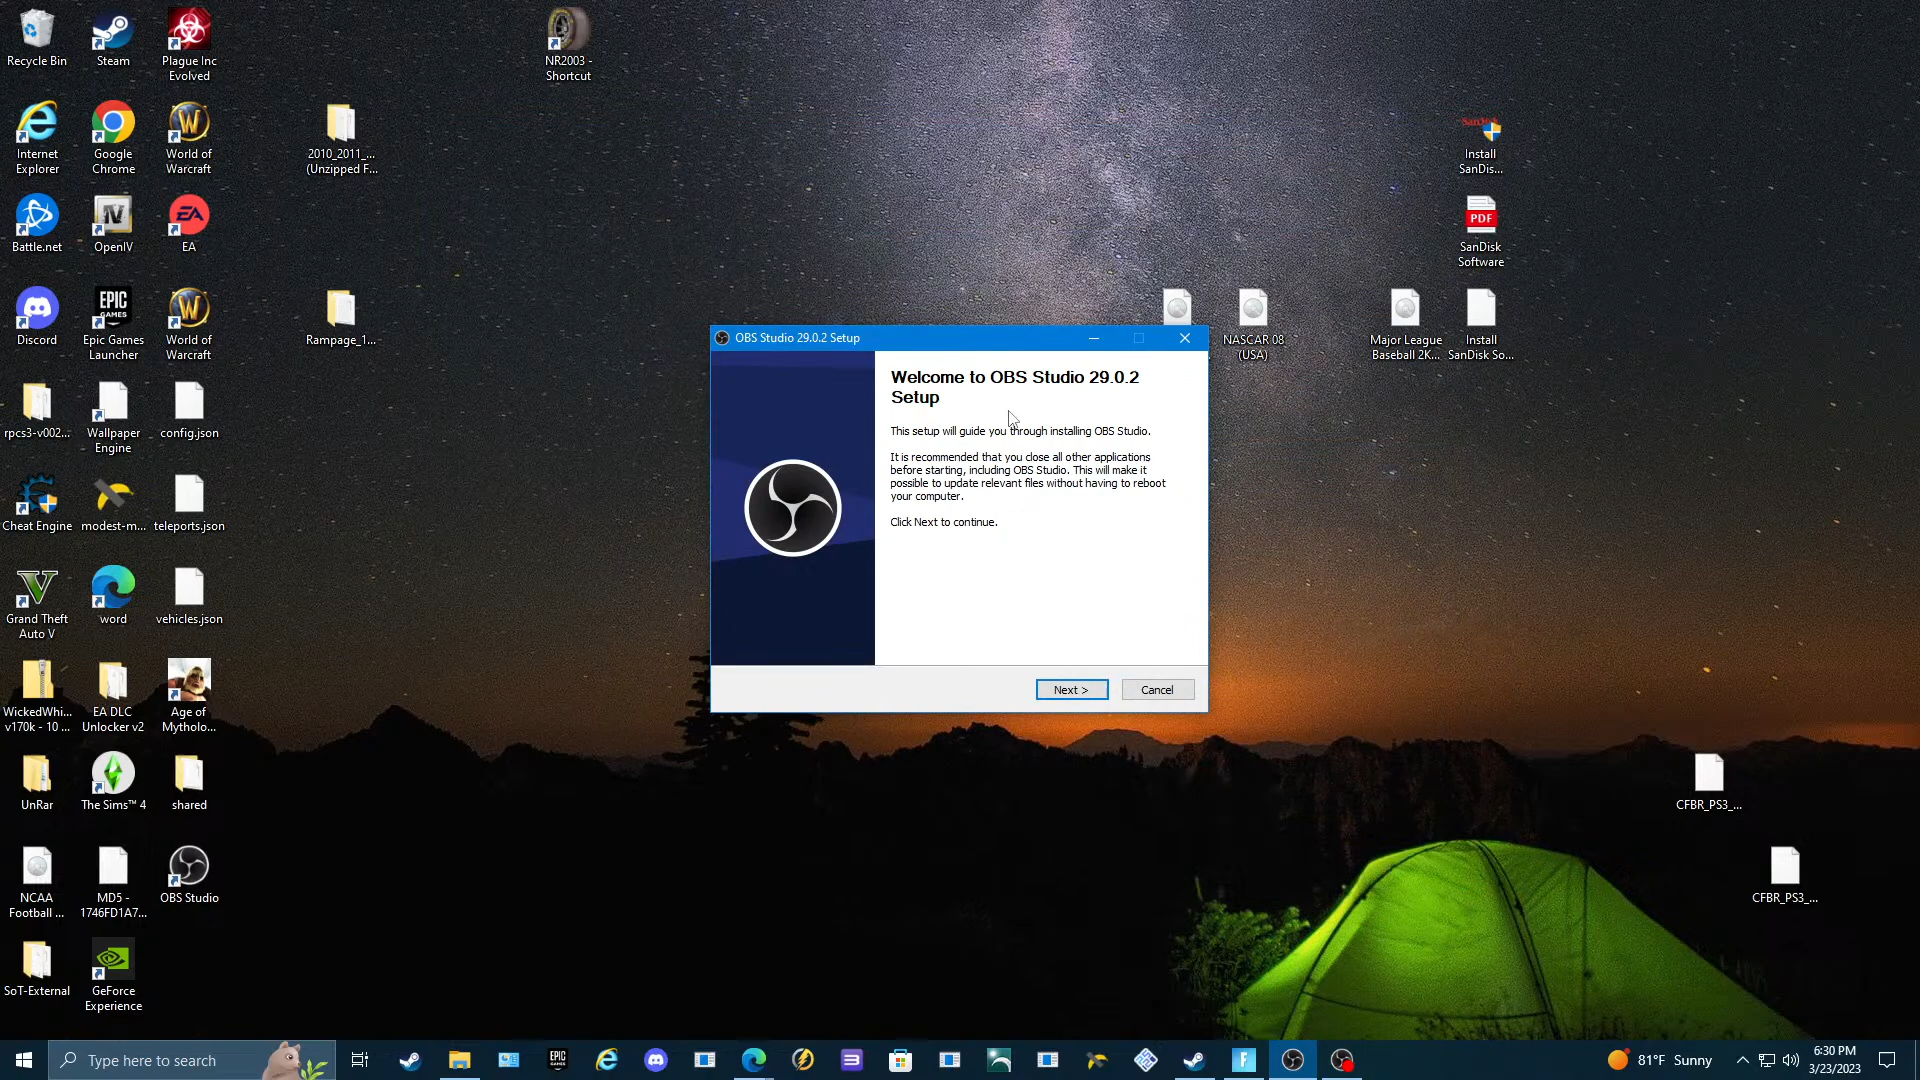 Recycle Bin
Steam
Plague Inc
Evolved
NR2003 -
Shortcut
Internet
Explorer
Google
Chrome
World of
Warcraft
2010_2011_...
(Unzipped F...
SanDisk
Install
SanDis...
Battle.net
OpenIV
EA
EA
PDF
SanDisk
Software
Discord
EPIC
GAMES
Epic Games
Launcher
World of
Warcraft
Rampage_1...
NASCAR 08
(USA)
Major League
Baseball 2K...
Install
SanDisk So...
OBS Studio 29.0.2 Setup
Welcome to OBS Studio 29.0.2
Setup
This setup will guide you through installing OBS Studio.
It is recommended that you close all other applications
before starting, including OBS Studio. This will make it
possible to update relevant files without having to reboot
your computer.
Click Next to continue.
Next >
Cancel
rpcs3-v002...
Wallpaper
Engine
config.json
Cheat Engine
modest-m...
teleports.json
Grand Theft
Auto V
word
vehicles.json
WickedWhi...
v170k - 10 ...
EA DLC
Unlocker v2
Age of
Mytholo...
UnRar
The Sims™ 4
shared
CFBR_PS3_...
NCAA
Football ...
MD5 -
1746FD1A7...
OBS Studio
CFBR_PS3_...
SoT-External
GeForce
Experience
Type here to search
EPIC
GAMES
81°F Sunny
6:30 PM
3/23/2023